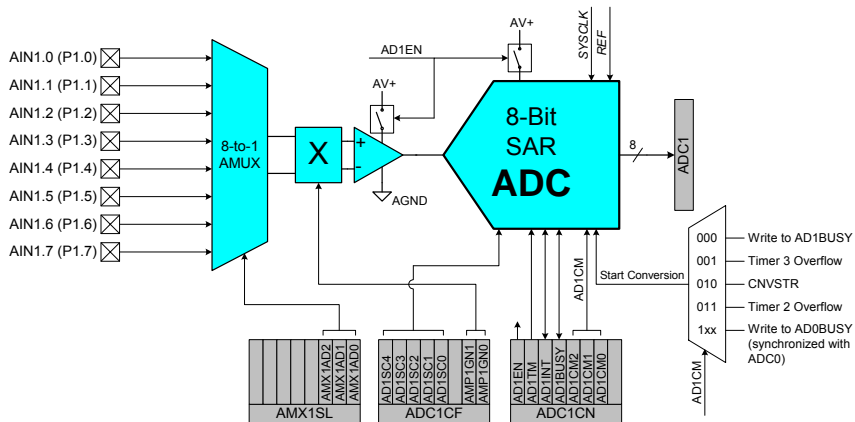 AIN1.0 (P1.0)
AIN1.1 (P1.1)
AIN1.2 (P1.2)
AIN1.3 (P1.3)
AIN1.4 (P1.4)
AIN1.5 (P1.5)
AIN1.6 (P1.6)
AIN1.7 (P1.7)
8-to-1
AMUX
X
+
-
AV+
AGND
AD1EN
AV+
SYSCLK
REF
8-Bit
SAR
ADC
8
ADC1
Start Conversion
000
001
010
011
1xx
Write to AD1BUSY
Timer 3 Overflow
CNVSTR
Timer 2 Overflow
Write to AD0BUSY
(synchronized with
ADC0)
AD1CM
AD1CM
AMX1AD2
AMX1AD1
AMX1AD0
AMX1SL
AD1SC4
AD1SC3
AD1SC2
AD1SC1
AD1SC0
AMP1GN1
AMP1GN0
ADC1CF
AD1EN
AD1TM
AD1INT
AD1BUSY
AD1CM2
AD1CM1
AD1CM0
ADC1CN